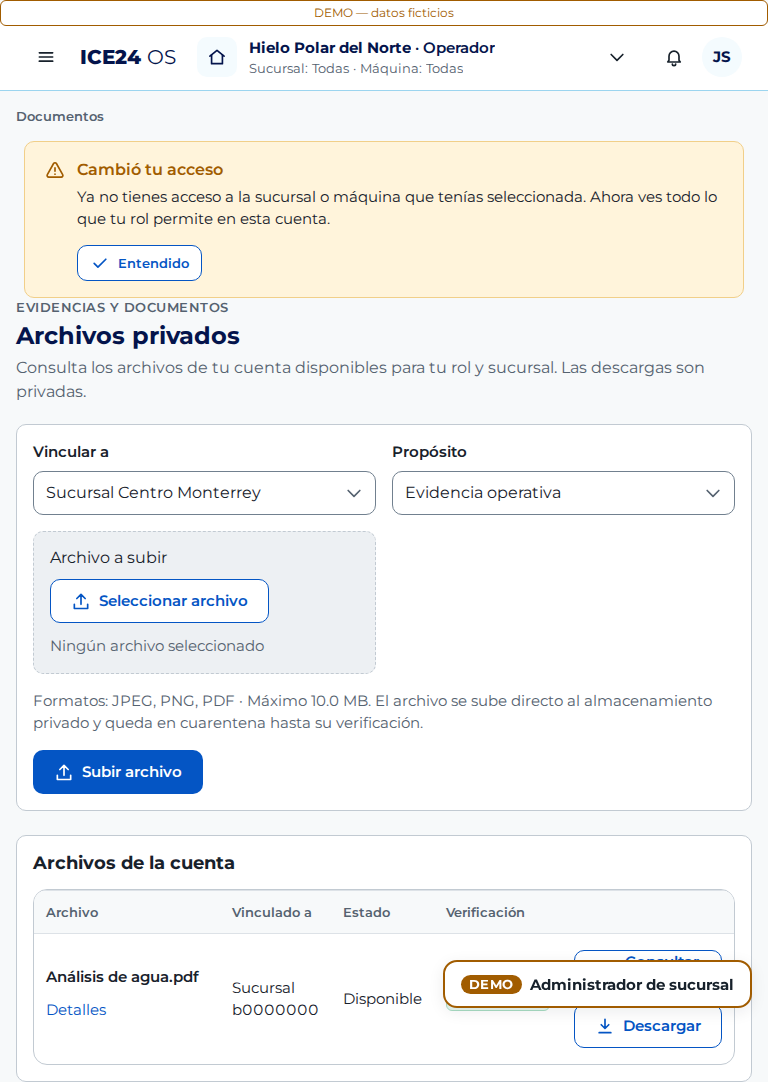 DEMO — datos ficticios
ICE24 OS
Hielo Polar del Norte · Operador
Sucursal: Todas · Máquina: Todas
JS
Documentos
Cambió tu acceso
Ya no tienes acceso a la sucursal o máquina que tenías seleccionada. Ahora ves todo lo
que tu rol permite en esta cuenta.
Entendido
EVIDENCIAS Y DOCUMENTOS
Archivos privados
Consulta los archivos de tu cuenta disponibles para tu rol y sucursal. Las descargas son
privadas.
Vincular a
Propósito
Sucursal Centro Monterrey
Evidencia operativa
Archivo a subir
Seleccionar archivo
Ningún archivo seleccionado
Formatos: JPEG, PNG, PDF · Máximo 10.0 MB. El archivo se sube directo al almacenamiento
privado y queda en cuarentena hasta su verificación.
Subir archivo
Archivos de la cuenta
Archivo
Vinculado a
Estado
Verificación
Análisis de agua.pdf
Detalles
Sucursal
b0000000
Disponible
DEMO Administrador de sucursal
Descargar